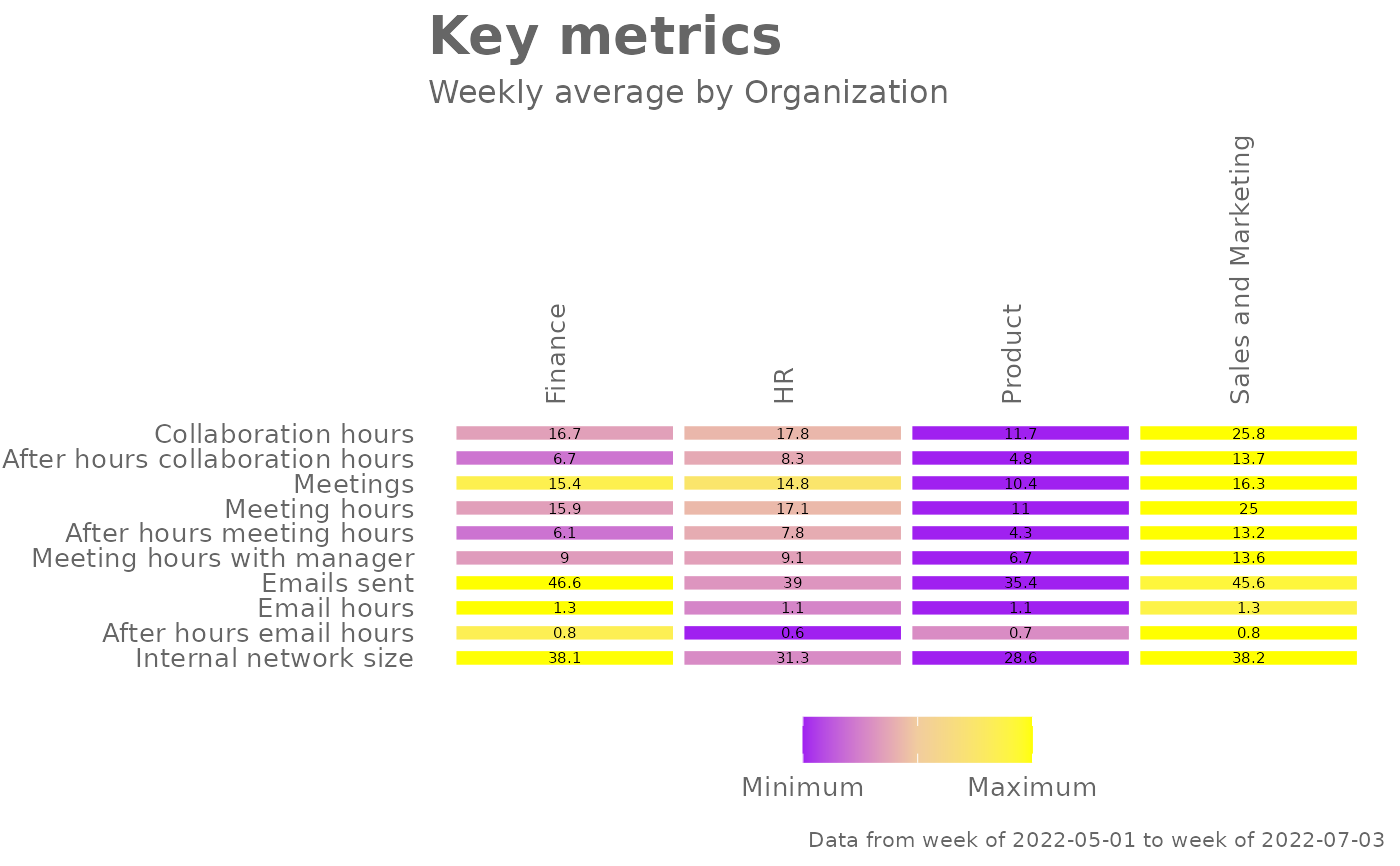 Key metrics
Weekly average by Organization
Finance
HR
Product
Sales and Marketing
Collaboration hours 16.7 17.8 11.7 25.8
After hours collaboration hours 6.7 8.3 4.8 13.7
Meetings 15.4 14.8 10.4 16.3
Meeting hours 15.9 17.1 11 25
After hours meeting hours 6.1 7.8 4.3 13.2
Meeting hours with manager 9 9.1 6.7 13.6
Emails sent 46.6 39 35.4 45.6
Email hours 1.3 1.1 1.1 1.3
After hours email hours 0.8 0.6 0.7 0.8
Internal network size 38.1 31.3 28.6 38.2
Minimum Maximum
Data from week of 2022-05-01 to week of 2022-07-03